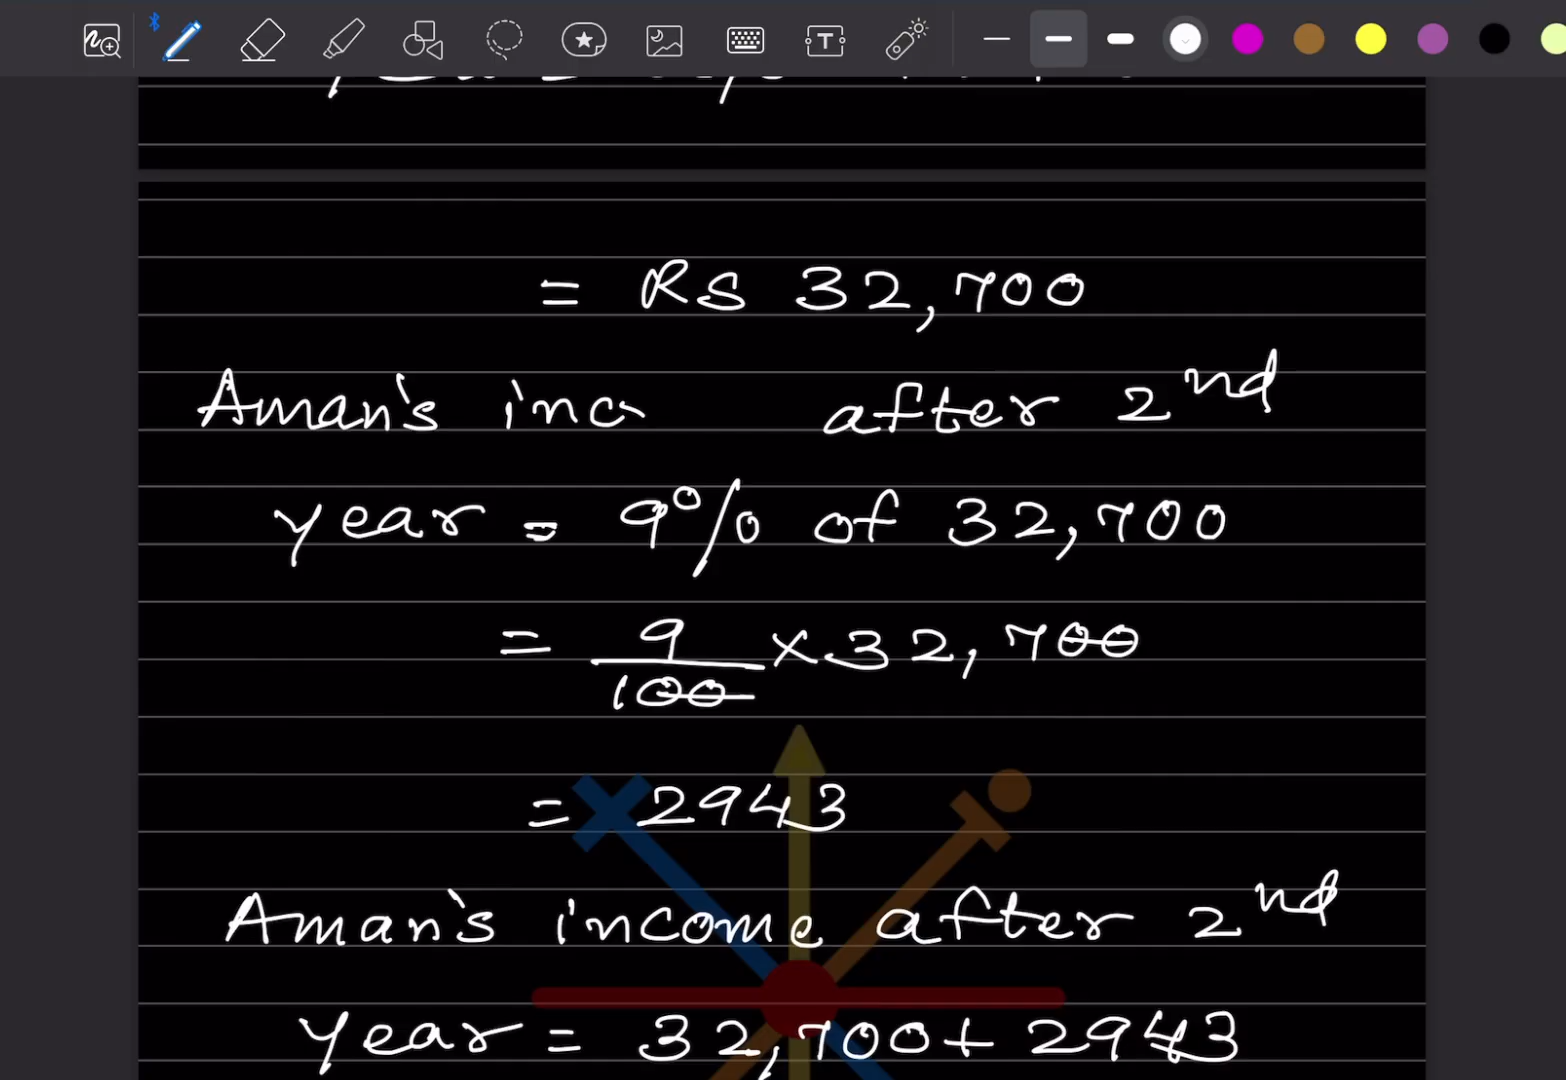 = Rs 32,700
Aman's inc after 2nd
year = 9% of 32,700
= 9/100 × 32,700
= 2943
Aman's income after 2nd
year = 32,700 + 2943